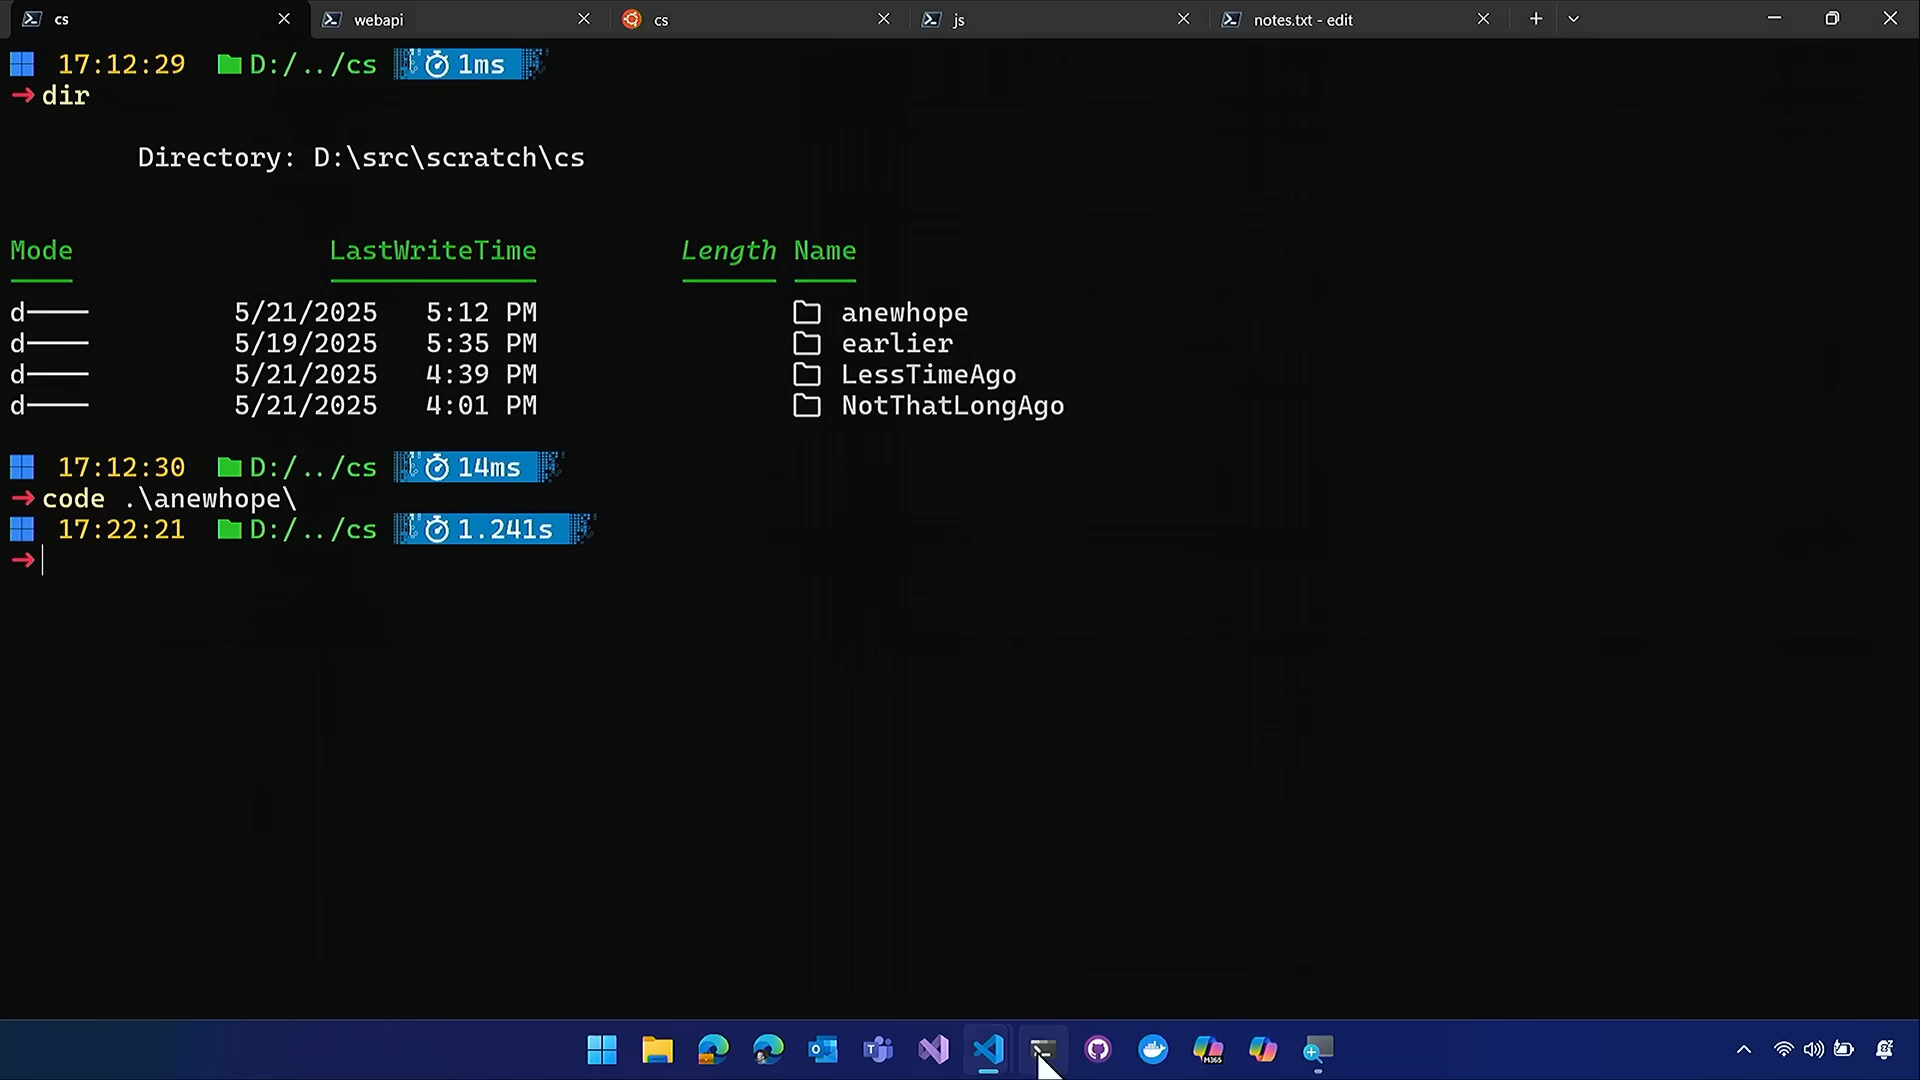 cs webapi cs js notes.txt - edit
17:12:29 D:/../cs 1ms
→ dir
Directory: D:\src\scratch\cs
Mode LastWriteTime Length Name
d———— 5/21/2025 5:12 PM anewhope
d———— 5/19/2025 5:35 PM earlier
d———— 5/21/2025 4:39 PM LessTimeAgo
d———— 5/21/2025 4:01 PM NotThatLongAgo
17:12:30 D:/../cs 14ms
→ code .\anewhope\
17:22:21 D:/../cs 1.241s
→
M365